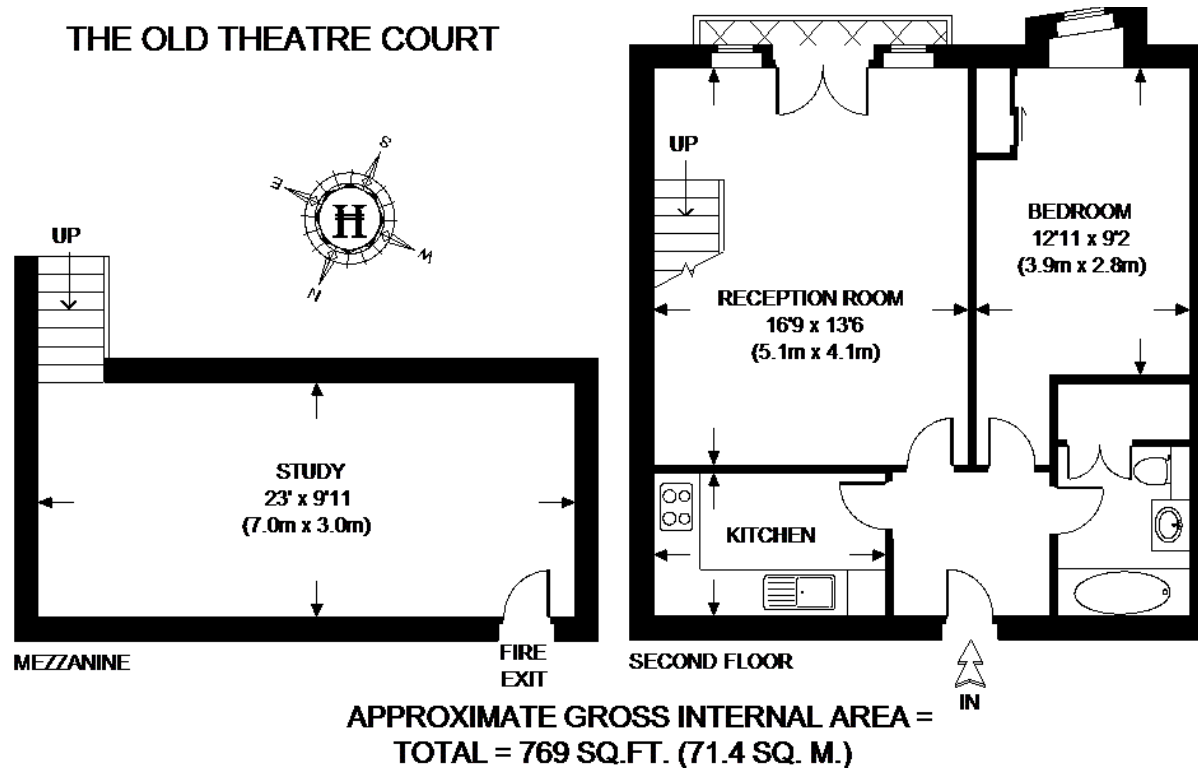 THE OLD THEATRE COURT
S
E
H
W
N
UP
STUDY
23' x 9'11
(7.0m x 3.0m)
FIRE
EXIT
MEZZANINE
UP
RECEPTION ROOM
16'9 x 13'6
(5.1m x 4.1m)
BEDROOM
12'11 x 9'2
(3.9m x 2.8m)
KITCHEN
SECOND FLOOR
IN
APPROXIMATE GROSS INTERNAL AREA =
TOTAL = 769 SQ.FT. (71.4 SQ. M.)